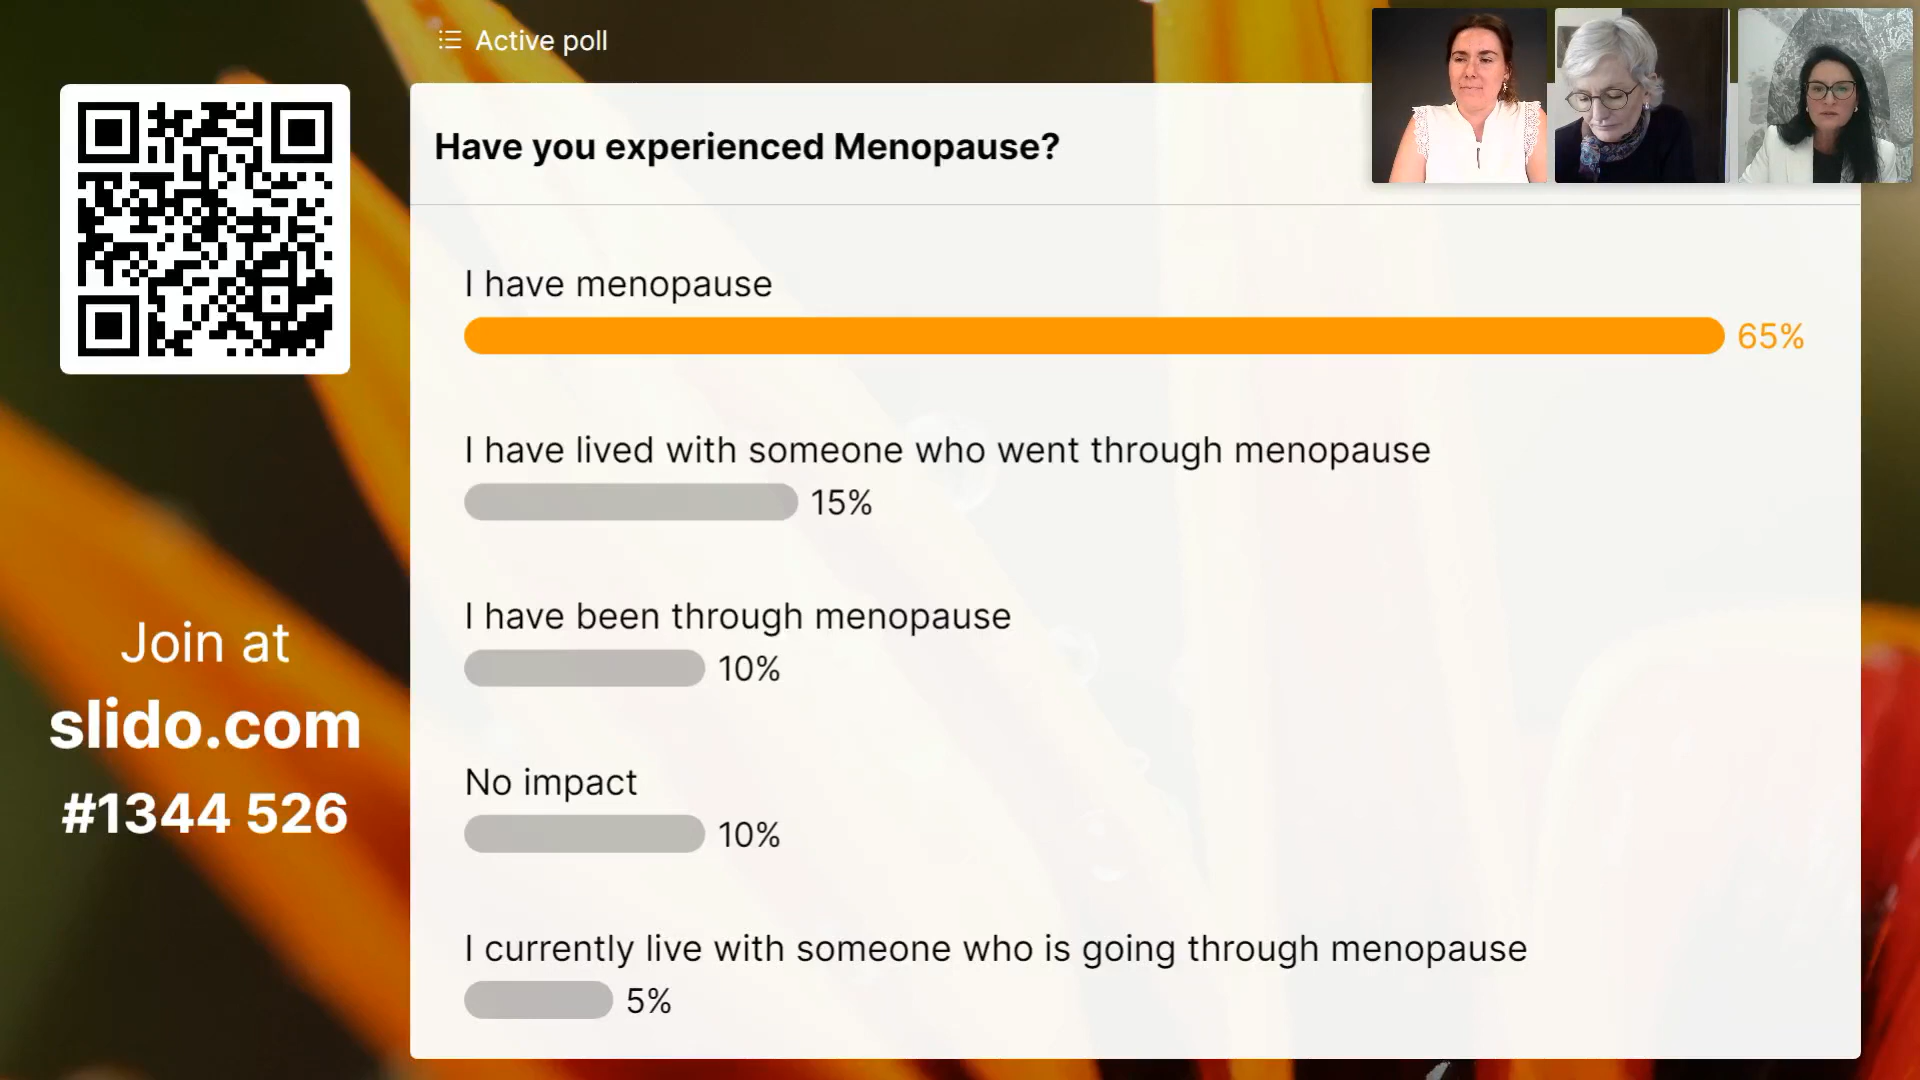 Active poll
Have you experienced Menopause?
I have menopause
65%
I have lived with someone who went through menopause
15%
I have been through menopause
10%
No impact
10%
I currently live with someone who is going through menopause
5%
Join at
slido.com
#1344 526